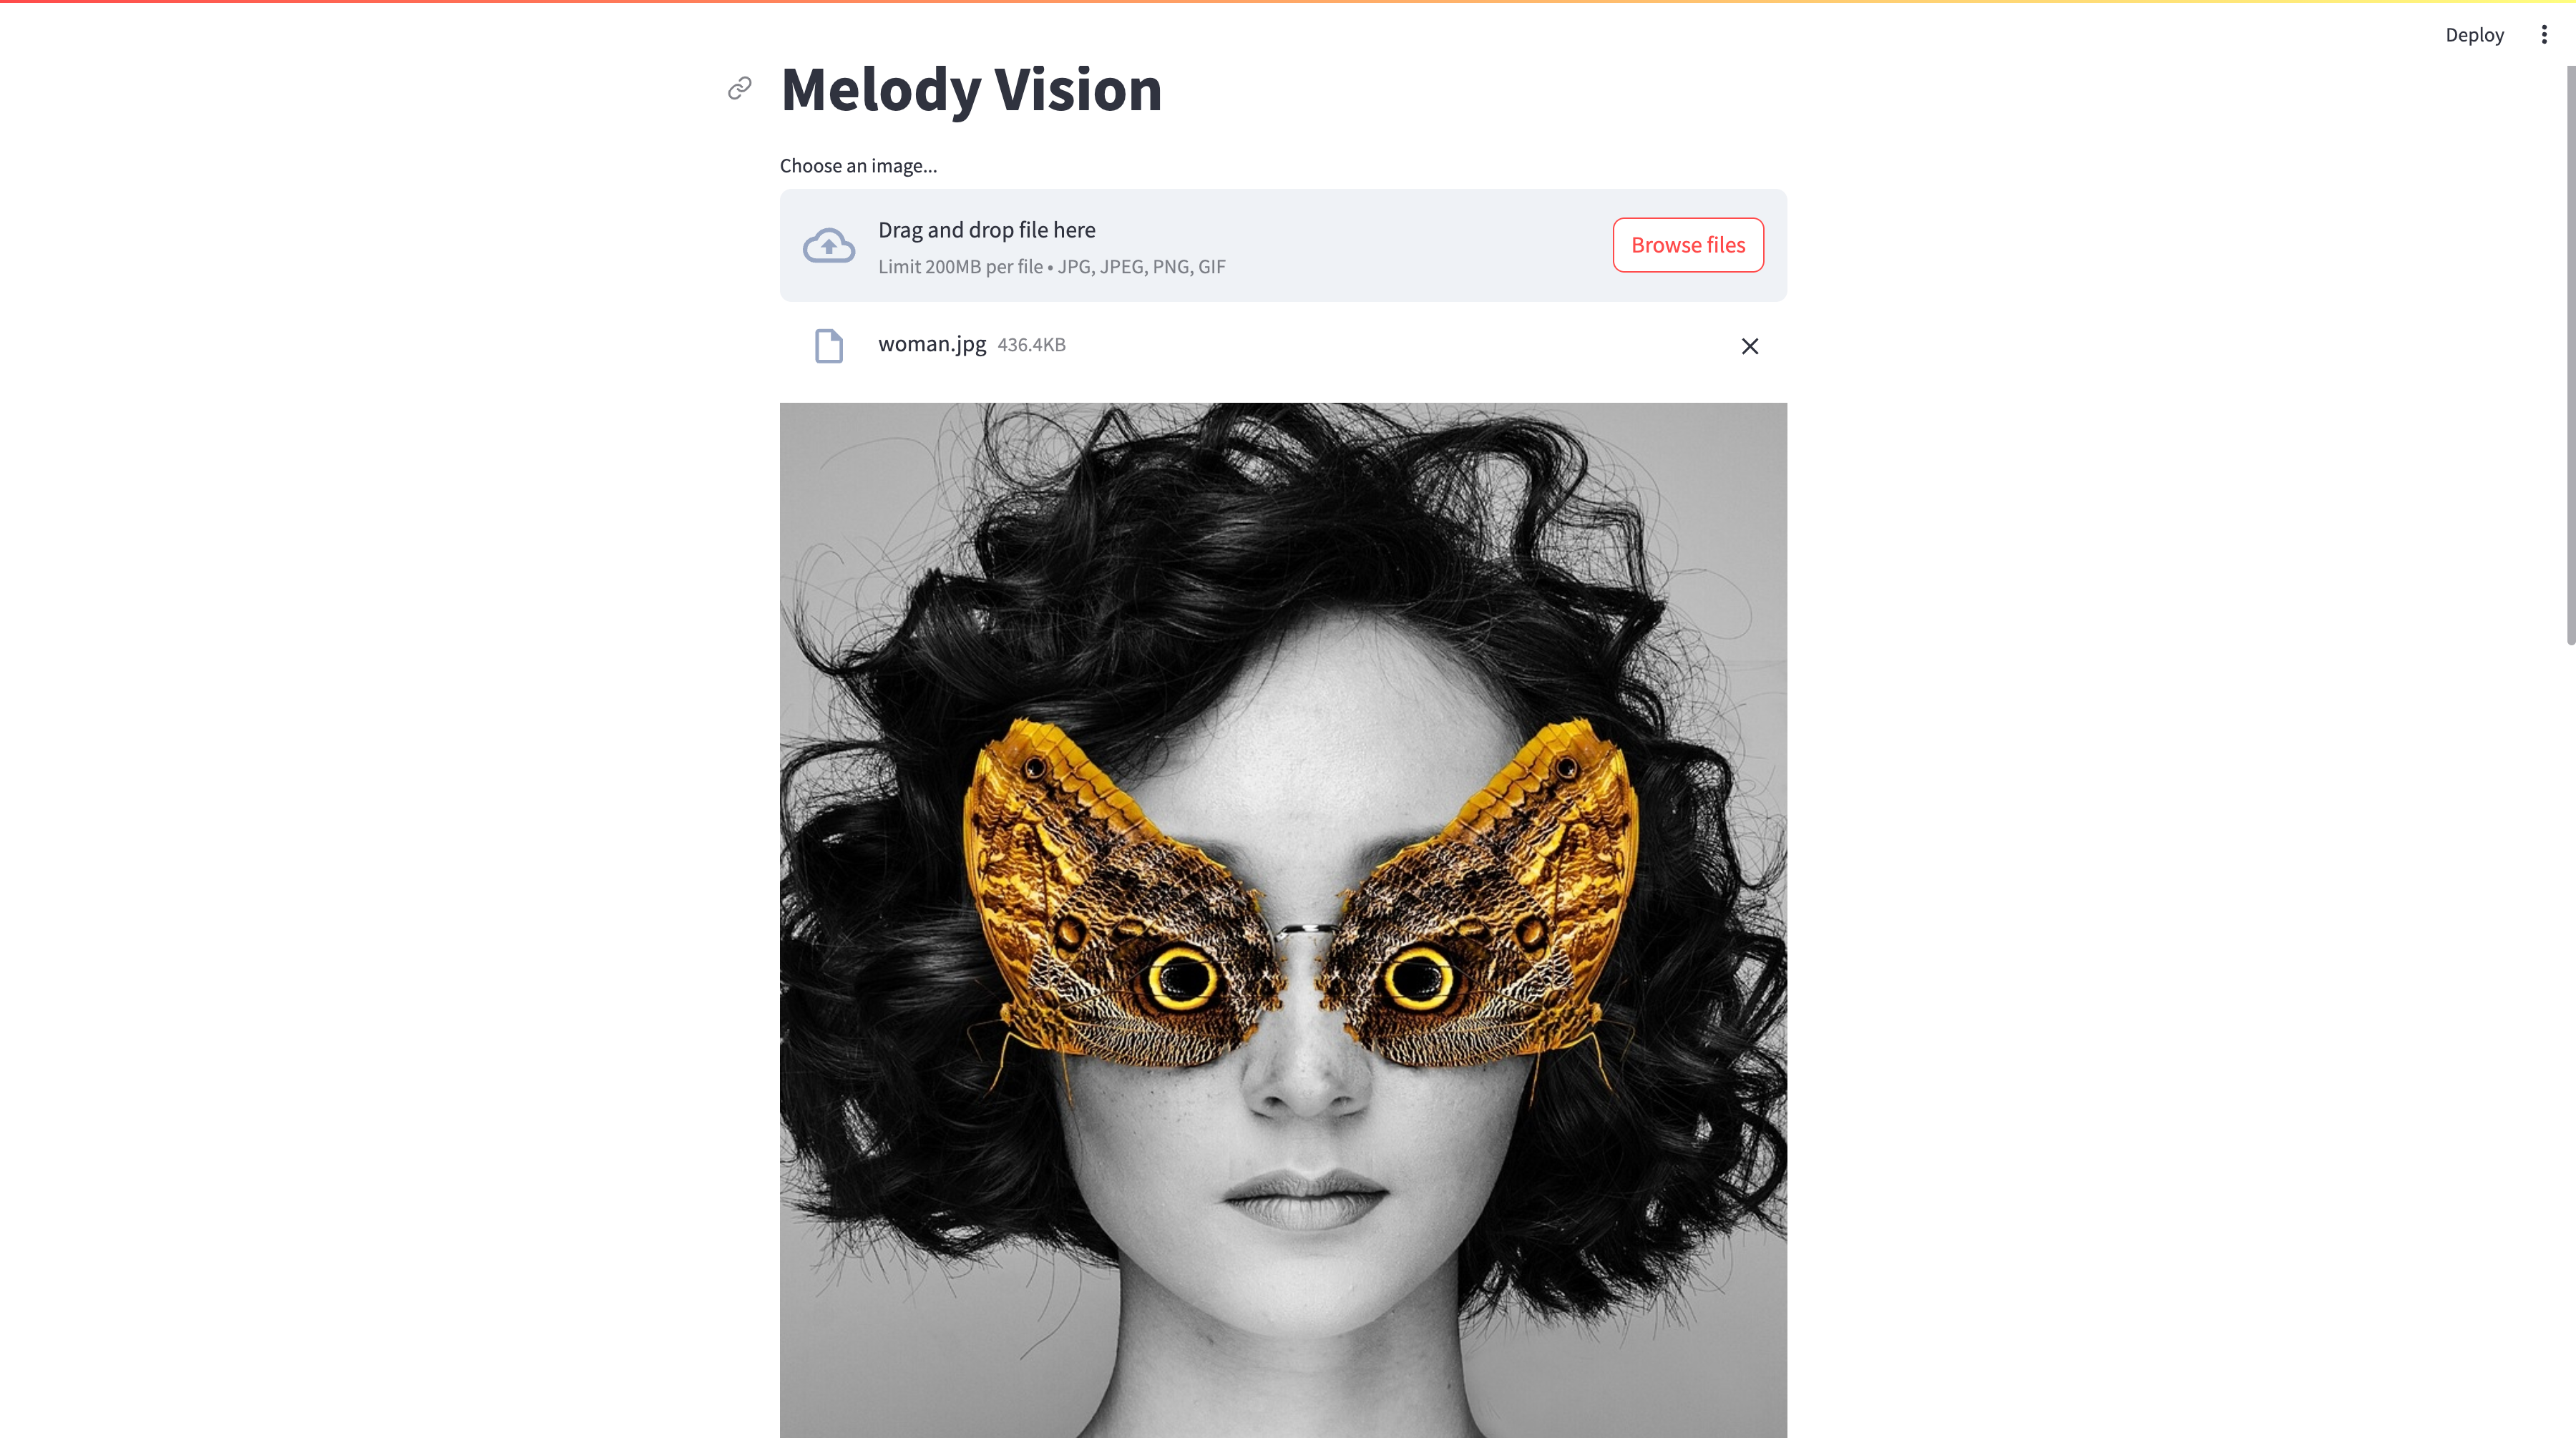 Deploy
Melody Vision
Choose an image...
Drag and drop file here
Limit 200MB per file • JPG, JPEG, PNG, GIF
Browse files
woman.jpg 436.4KB